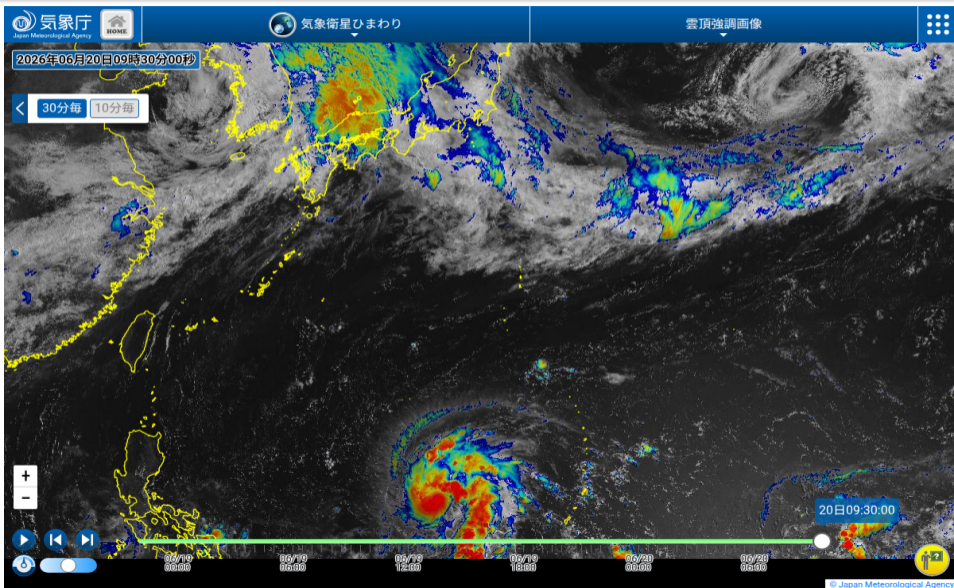 気象庁
Japan Meteorological Agency
HOME
気象衛星ひまわり
雲頂強調画像
2026年06月20日09時30分00秒
30分毎
10分毎
+
−
20日09:30:00
06/19
00:00
06/19
06:00
06/19
12:00
06/19
18:00
06/20
00:00
06/20
06:00
© Japan Meteorological Agency